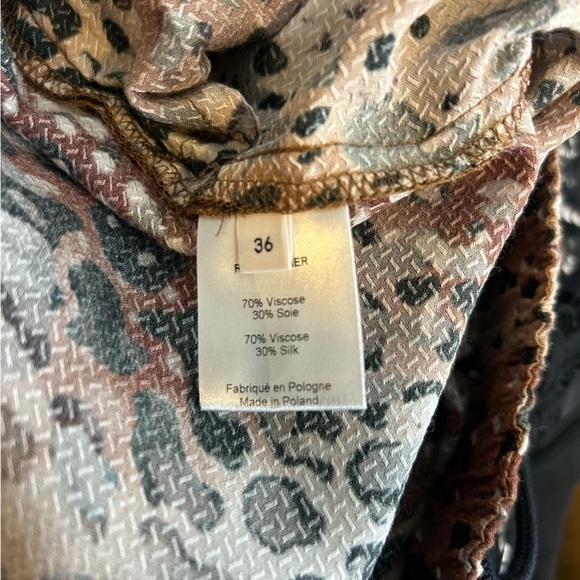 36
70% Viscose
30% Soie
70% Viscose
30% Silk
Fabriqué en Pologne
Made in Poland